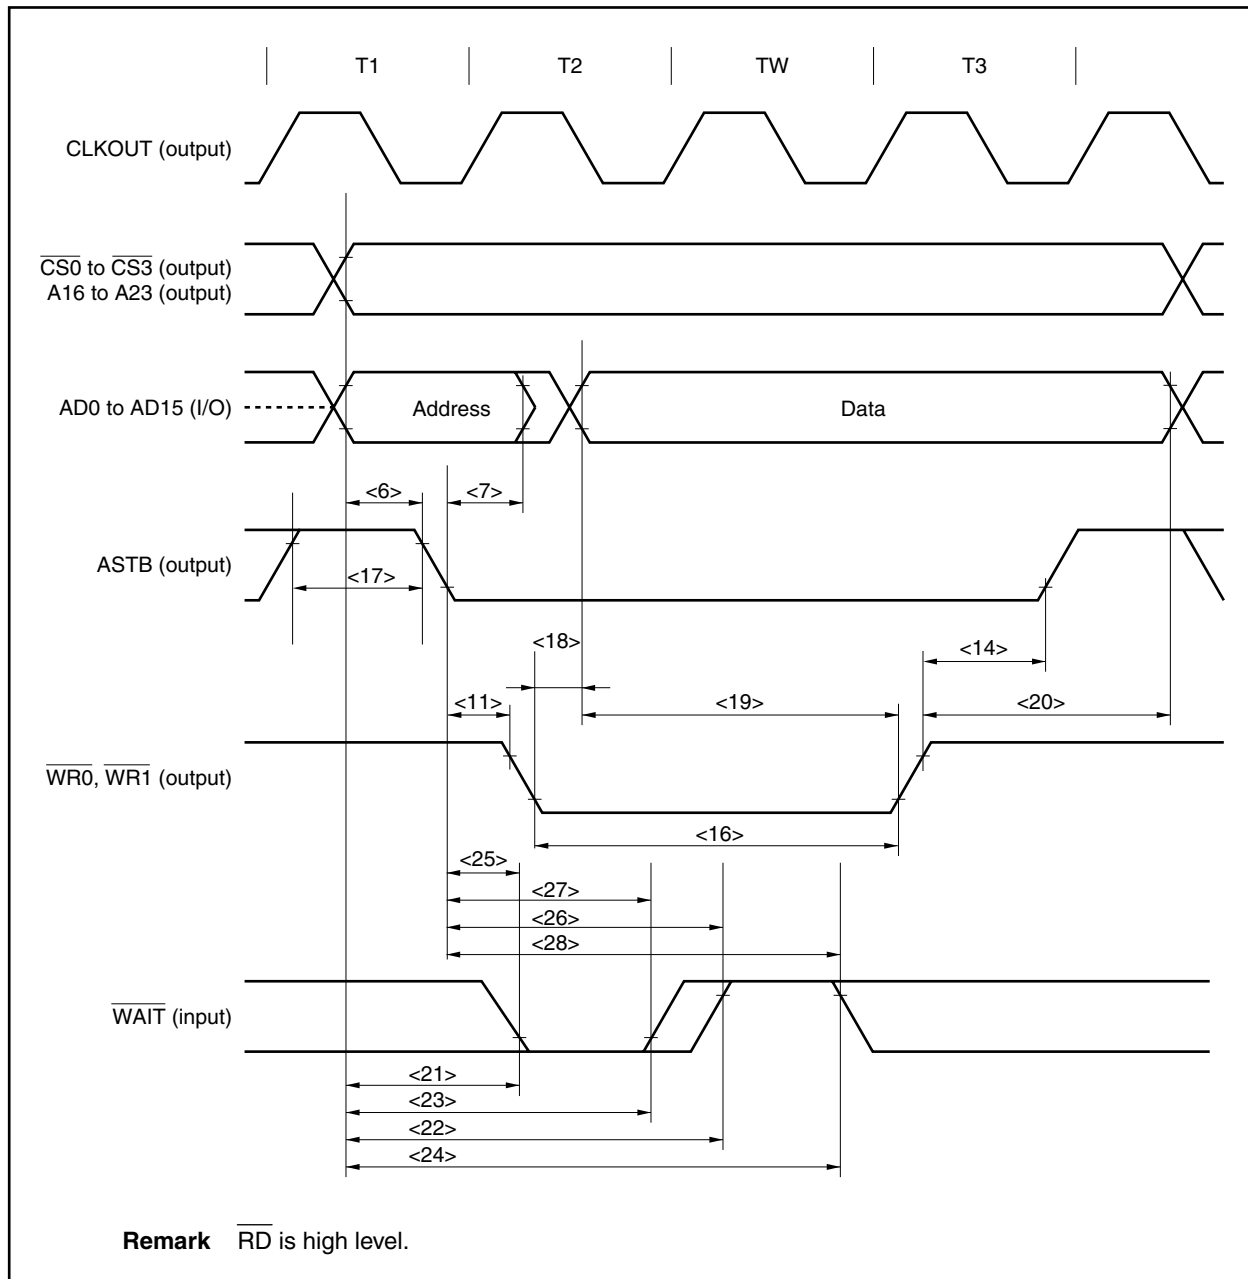 T1 T2 TW T3
CLKOUT (output)
CS0 to CS3 (output)
A16 to A23 (output)
AD0 to AD15 (I/O)
Address
Data
<6>
<7>
ASTB (output)
<17>
<18>
<14>
<11>
<19>
<20>
WR0, WR1 (output)
<16>
<25>
<27>
<26>
<28>
WAIT (input)
<21>
<23>
<22>
<24>
Remark RD is high level.